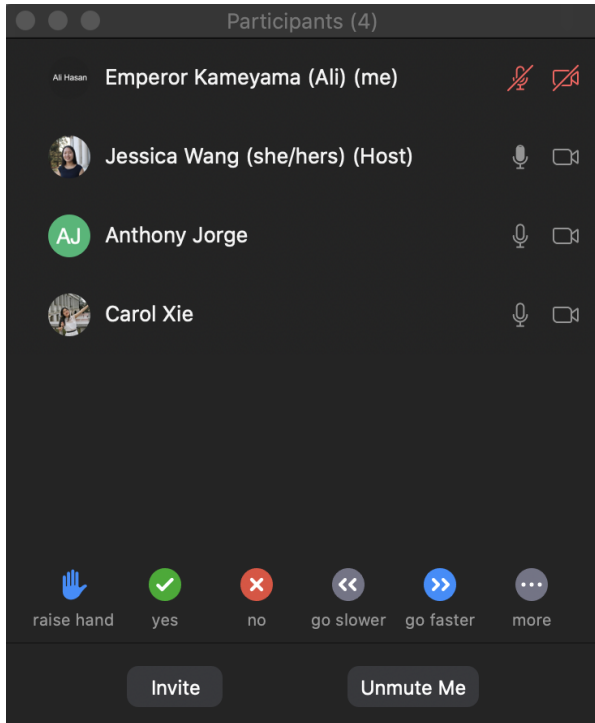 Participants (4)
Ali Hasan Emperor Kameyama (Ali) (me)
Jessica Wang (she/hers) (Host)
AJ Anthony Jorge
Carol Xie
raise hand yes no go slower go faster more
Invite Unmute Me